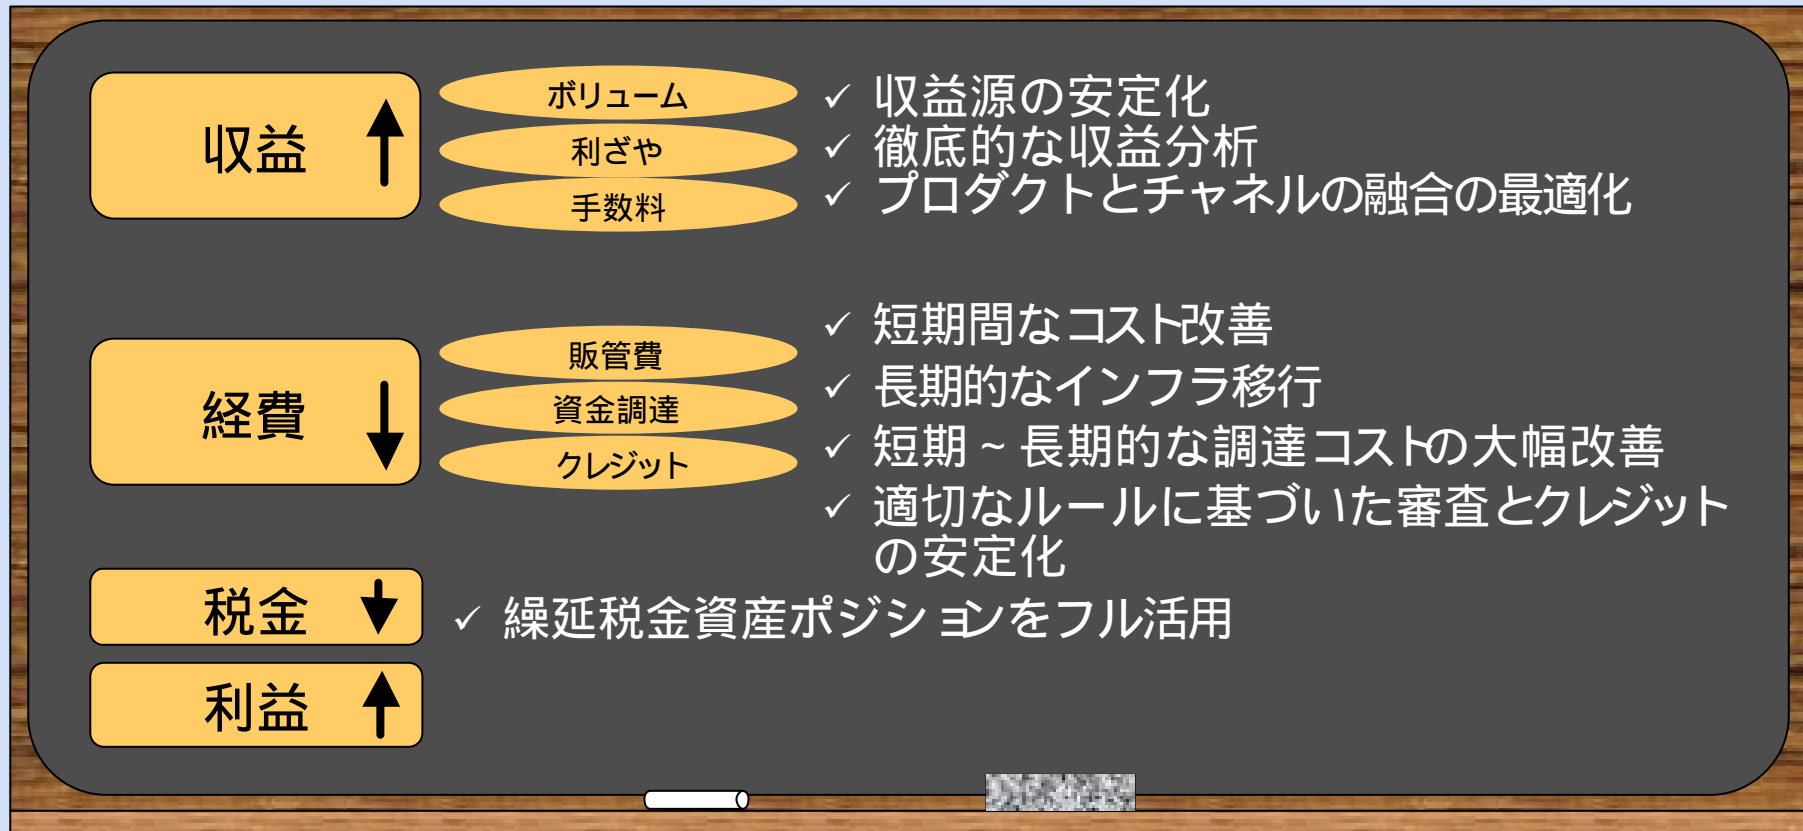 収益
ボリューム
利ざや
手数料
✓ 収益源の安定化
✓ 徹底的な収益分析
✓ プロダクトとチャネルの融合の最適化
経費
販管費
資金調達
クレジット
✓ 短期間なコスト改善
✓ 長期的なインフラ移行
✓ 短期～長期的な調達コストの大幅改善
✓ 適切なルールに基づいた審査とクレジット
の安定化
税金
✓ 繰延税金資産ポジションをフル活用
利益